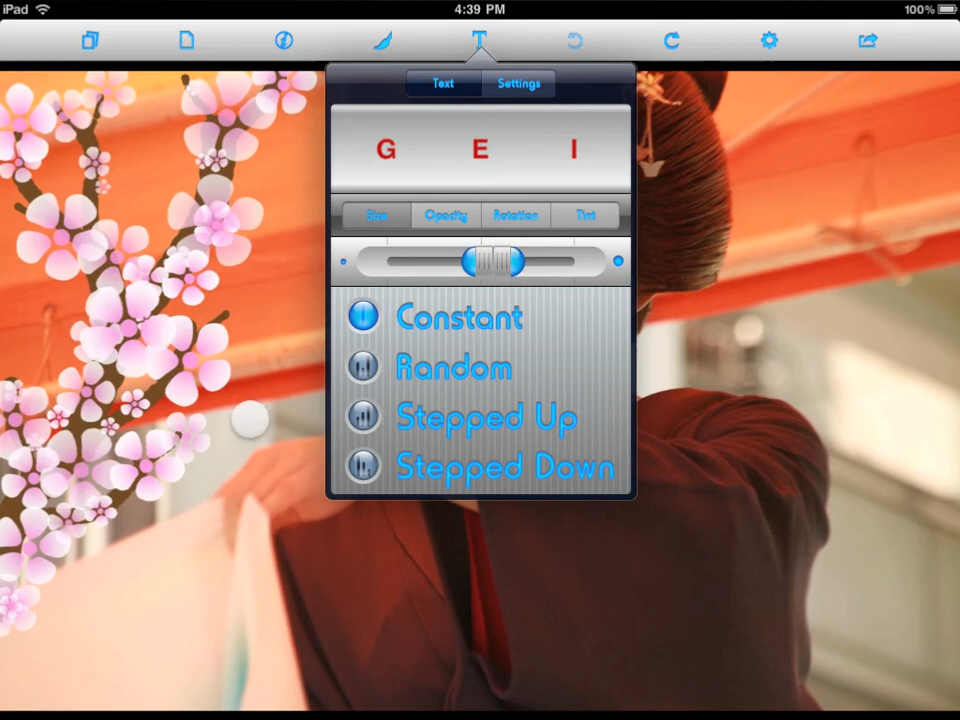 iPad 4:39 PM 100%
T
Text Settings
G E I
Size Opacity Rotation Tint
Constant
Random
Stepped Up
Stepped Down